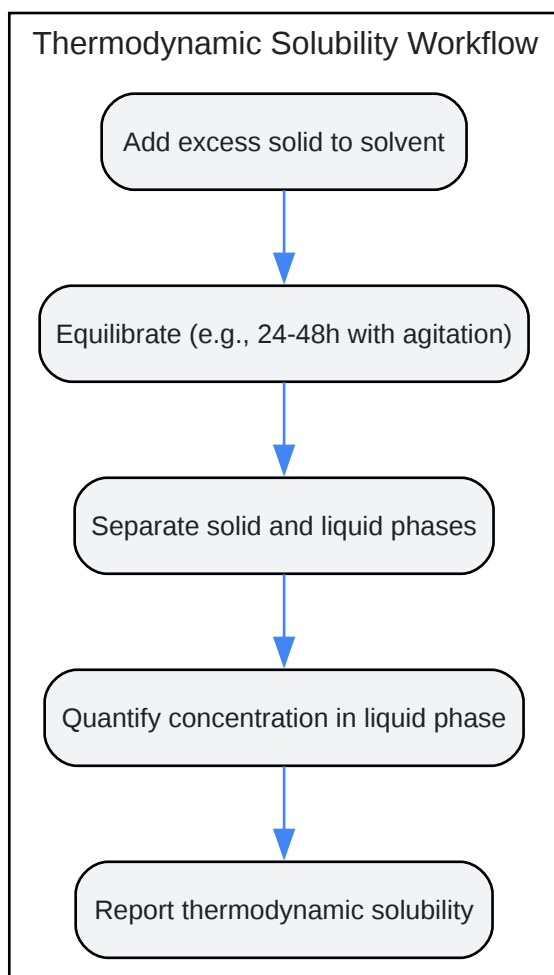 Thermodynamic Solubility Workflow
Add excess solid to solvent
Equilibrate (e.g., 24-48h with agitation)
Separate solid and liquid phases
Quantify concentration in liquid phase
Report thermodynamic solubility